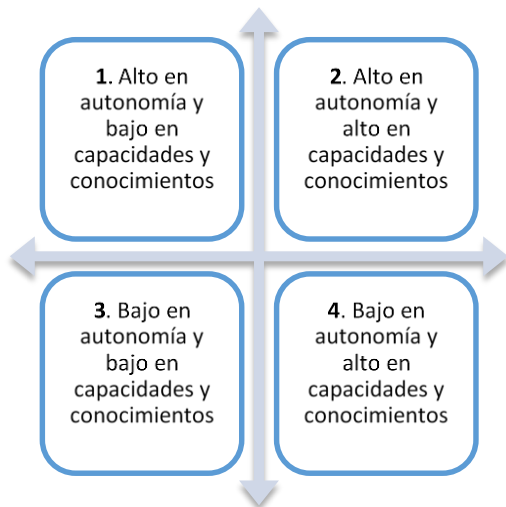 1. Alto en
autonomía y
bajo en
capacidades y
conocimientos
2. Alto en
autonomía y
alto en
capacidades y
conocimientos
3. Bajo en
autonomía y
bajo en
capacidades y
conocimientos
4. Bajo en
autonomía y
alto en
capacidades y
conocimientos